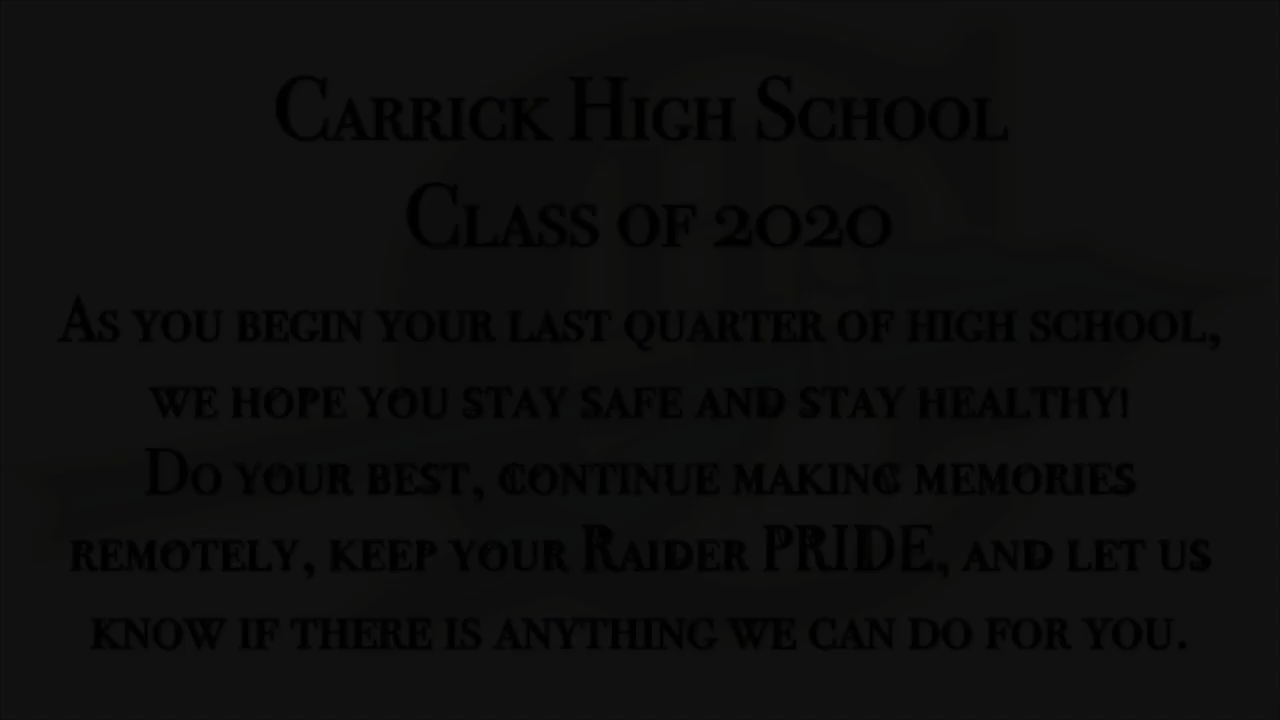 Carrick High School
Class of 2020
As you begin your last quarter of high school,
we hope you stay safe and stay healthy!
Do your best, continue making memories
remotely, keep your Raider PRIDE, and let us
know if there is anything we can do for you.